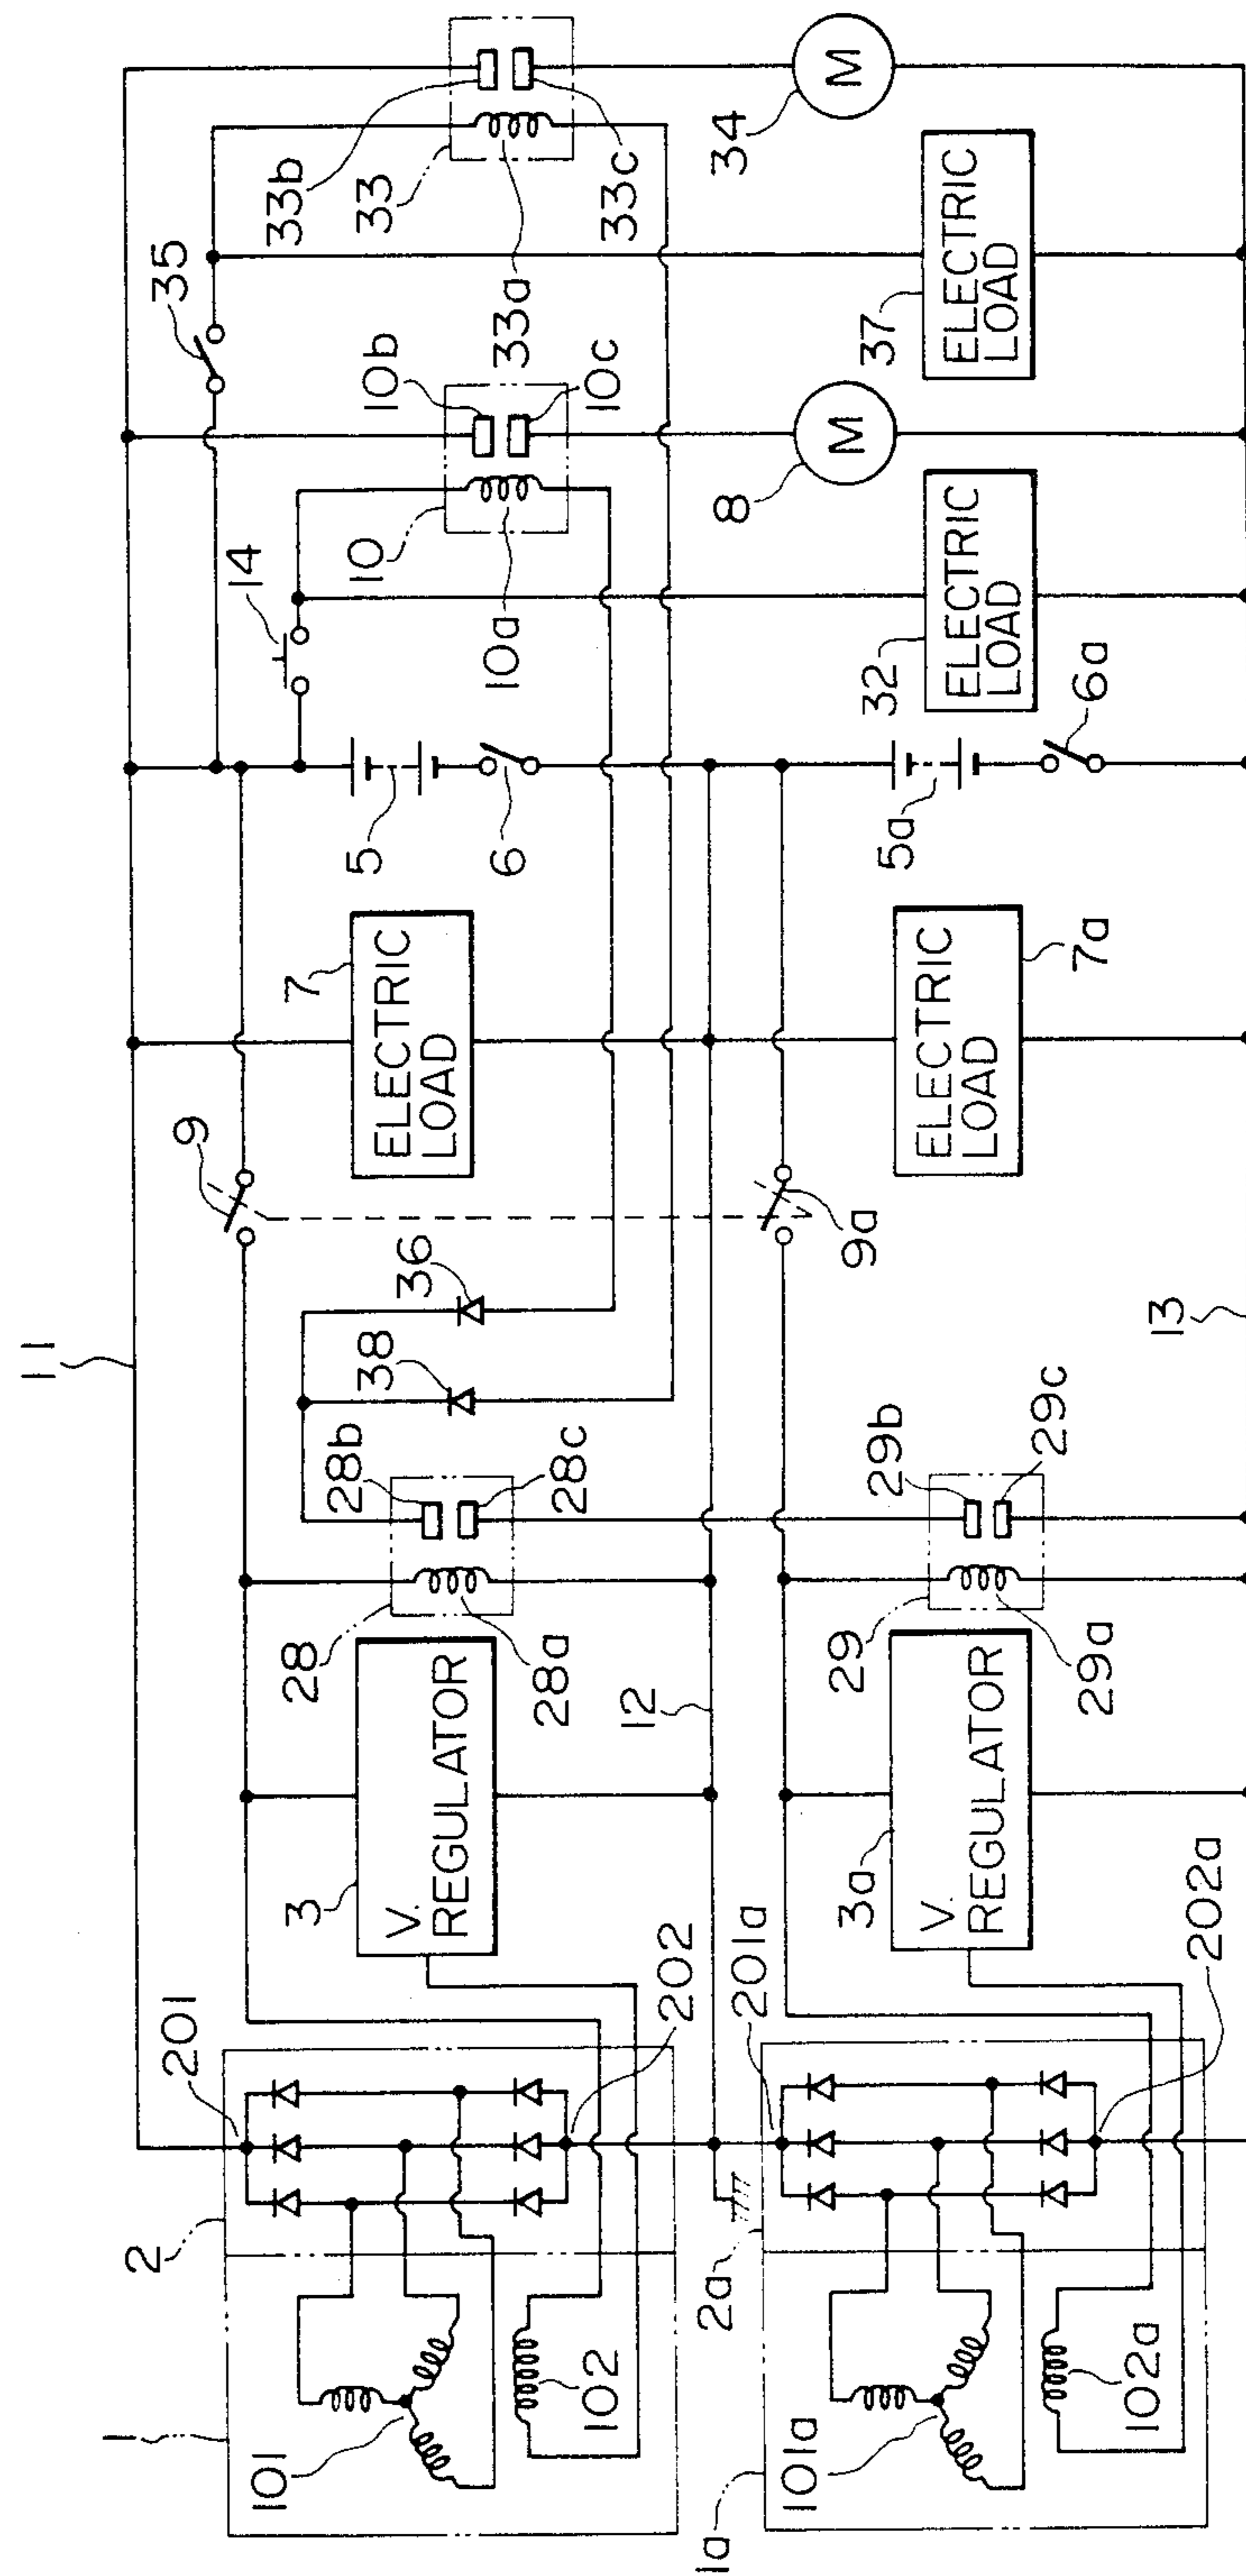 11
201
2
1
101
102
202
3
V.
REGULATOR
28
28a
28b
28c
38
36
9
7
ELECTRIC
LOAD
5
6
14
10
10a
10b
10c
35
33
33a
33b
33c
12
2a
1a
101a
102a
201a
202a
3a
V.
REGULATOR
29
29a
29b
29c
9a
13
7a
ELECTRIC
LOAD
5a
6a
32
ELECTRIC
LOAD
8
M
37
ELECTRIC
LOAD
34
M